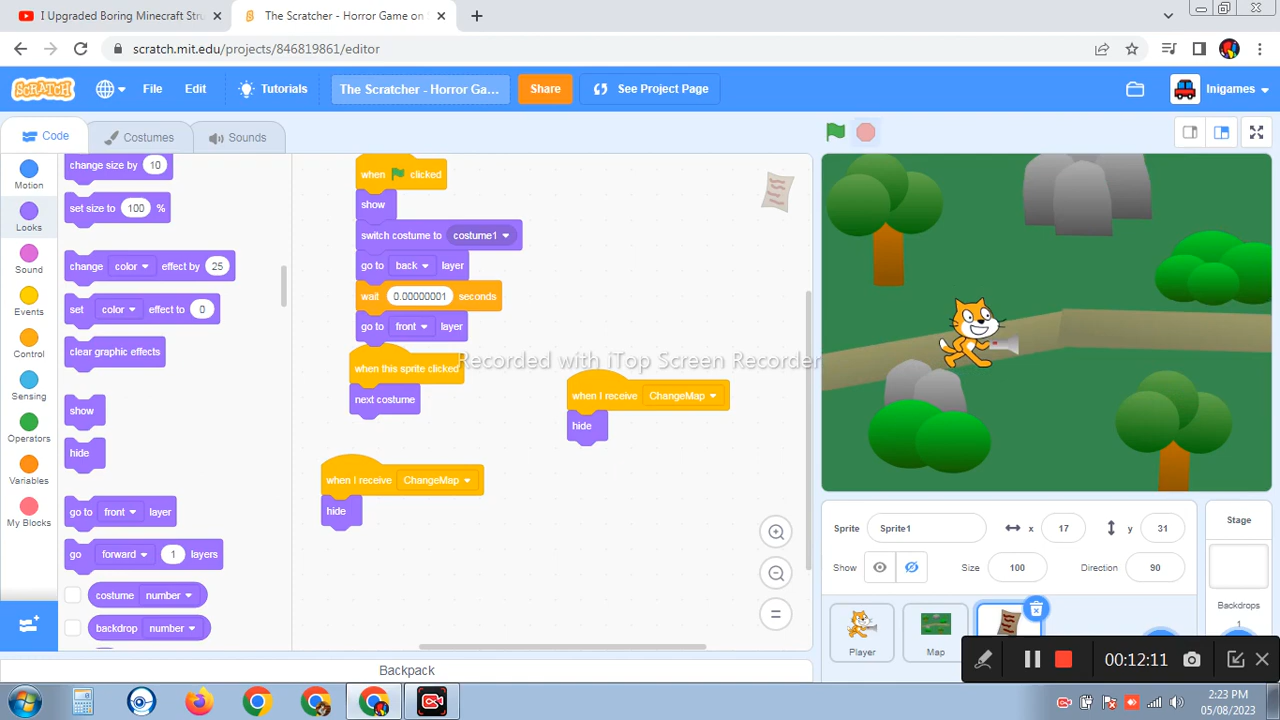 I Upgraded Boring Minecraft Stru
The Scratcher - Horror Game on S
scratch.mit.edu/projects/846819861/editor
SCRATCH
File
Edit
Tutorials
The Scratcher - Horror Ga...
Share
See Project Page
Inigames
Code
Costumes
Sounds
Motion
Looks
Sound
Events
Control
Sensing
Operators
Variables
My Blocks
change size by 10
set size to 100 %
change color effect by 25
set color effect to 0
clear graphic effects
show
hide
go to front layer
go forward 1 layers
costume number
backdrop number
when clicked
show
switch costume to costume1
go to back layer
wait 0.00000001 seconds
go to front layer
when this sprite clicked
next costume
when I receive ChangeMap
hide
when I receive ChangeMap
hide
Recorded with iTop Screen Recorder
Backpack
Sprite Sprite1 x 17 y 31
Show Size 100 Direction 90
Player
Map
Stage
Backdrops
1
00:12:11
2:23 PM
05/08/2023